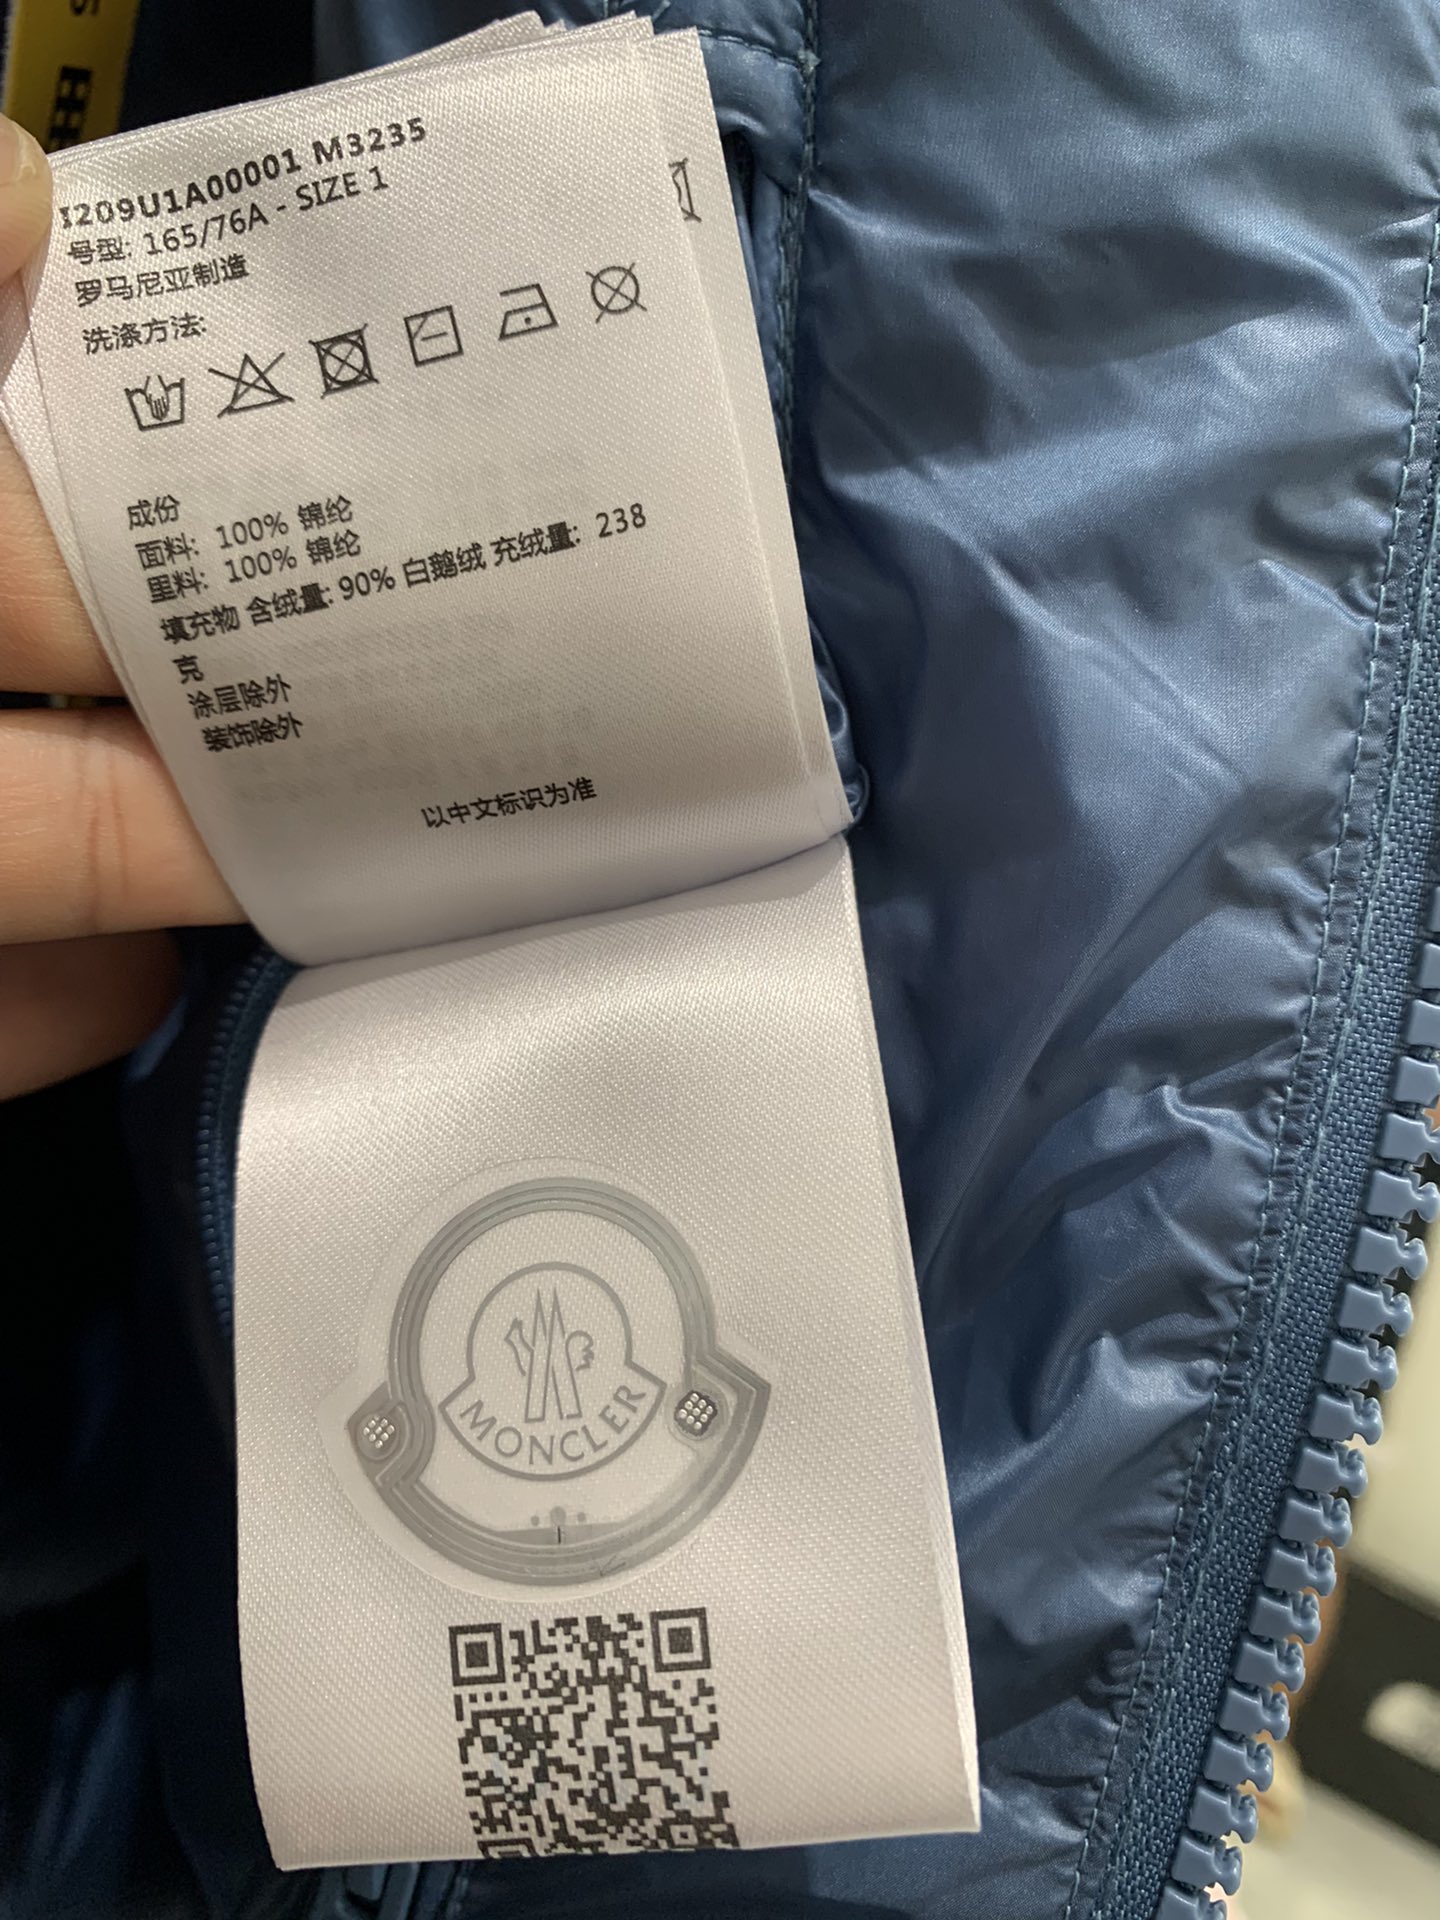 I209U1A00001 M3235
号型: 165/76A - SIZE 1
罗马尼亚制造
洗涤方法:
成份
面料: 100% 锦纶
里料: 100% 锦纶
填充物 含绒量: 90% 白鹅绒 充绒量: 238
克
涂层除外
装饰除外
以中文标识为准
MONCLER